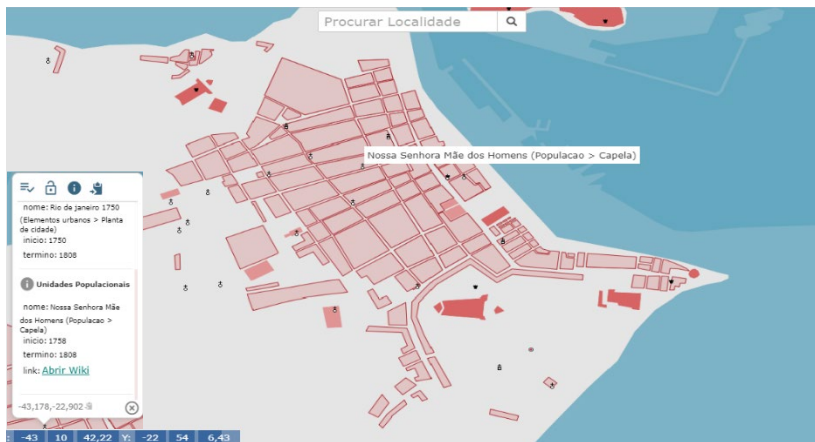 Procurar Localidade
Nossa Senhora Mãe dos Homens (Populacao > Capela)
nome: Rio de janeiro 1750
(Elementos urbanos > Planta
de cidade)
inicio: 1750
termino: 1808
Unidades Populacionais
nome: Nossa Senhora Mãe
dos Homens (Populacao >
Capela)
inicio: 1758
termino: 1808
link: Abrir Wiki
-43,178,-22,902
: -43 10 42,22 Y: -22 54 6,43